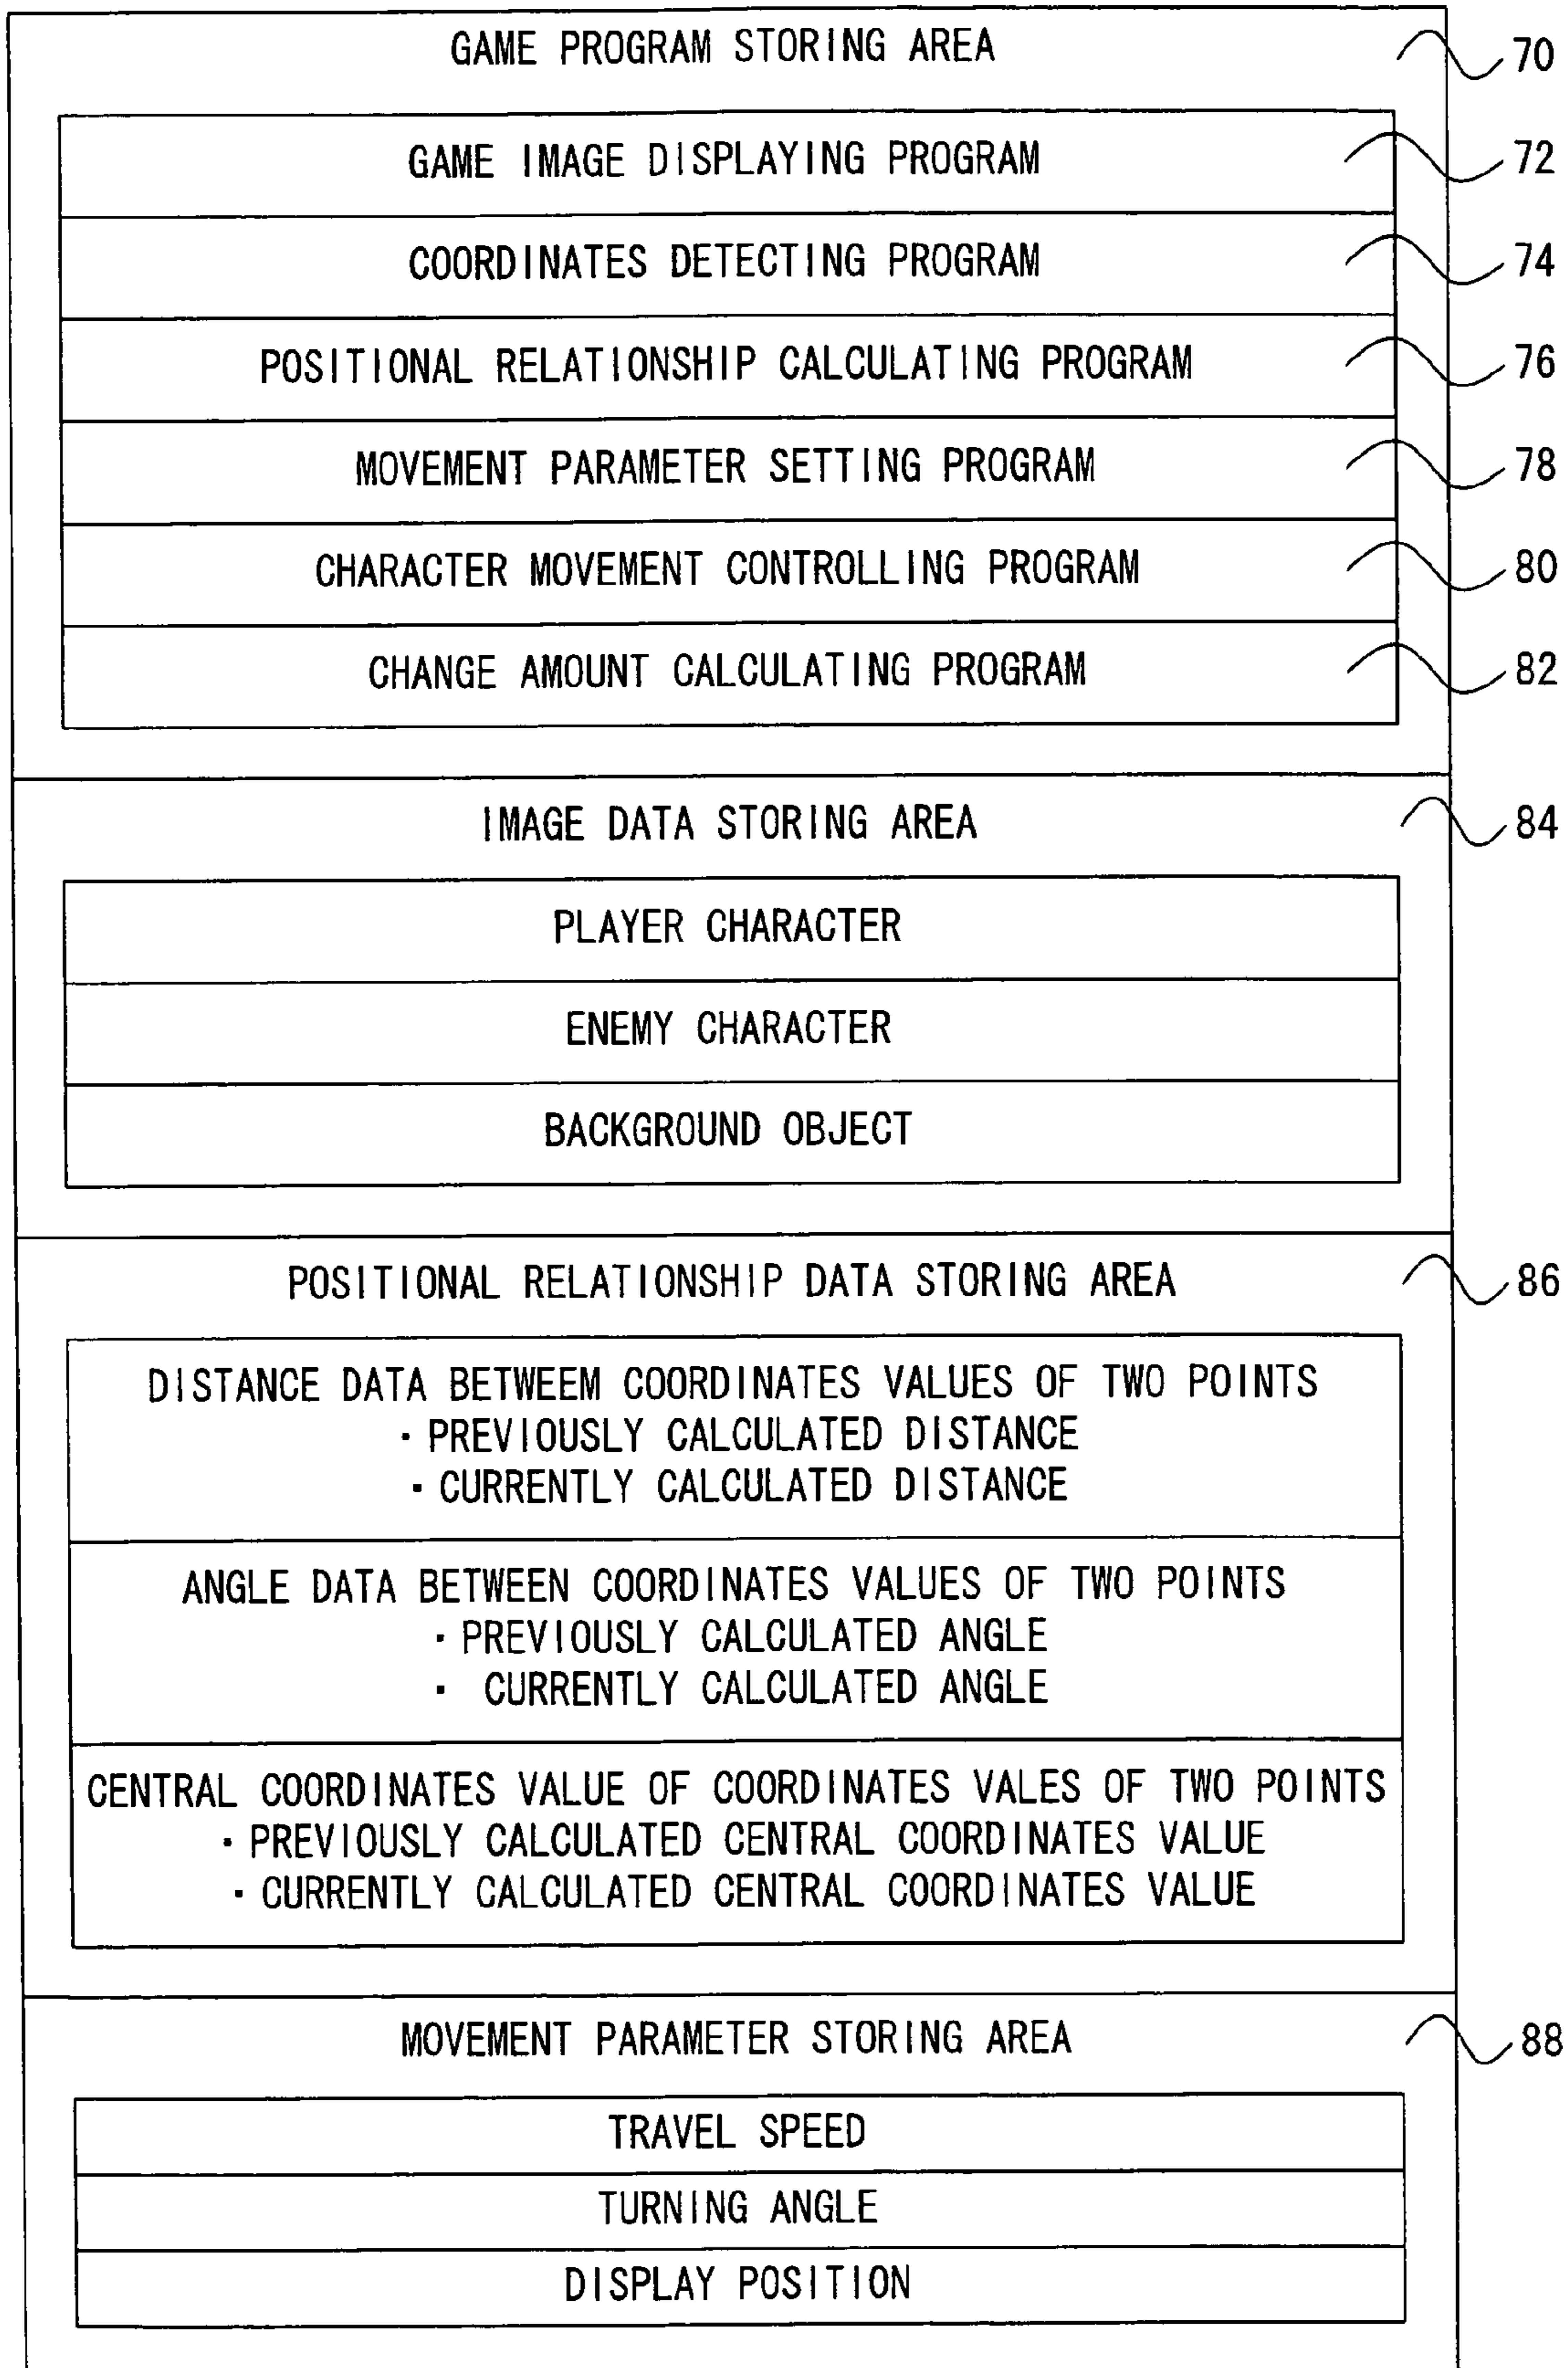 GAME PROGRAM STORING AREA 70
GAME IMAGE DISPLAYING PROGRAM 72
COORDINATES DETECTING PROGRAM 74
POSITIONAL RELATIONSHIP CALCULATING PROGRAM 76
MOVEMENT PARAMETER SETTING PROGRAM 78
CHARACTER MOVEMENT CONTROLLING PROGRAM 80
CHANGE AMOUNT CALCULATING PROGRAM 82
IMAGE DATA STORING AREA 84
PLAYER CHARACTER
ENEMY CHARACTER
BACKGROUND OBJECT
POSITIONAL RELATIONSHIP DATA STORING AREA 86
DISTANCE DATA BETWEEM COORDINATES VALUES OF TWO POINTS
・PREVIOUSLY CALCULATED DISTANCE
・CURRENTLY CALCULATED DISTANCE
ANGLE DATA BETWEEN COORDINATES VALUES OF TWO POINTS
・PREVIOUSLY CALCULATED ANGLE
・ CURRENTLY CALCULATED ANGLE
CENTRAL COORDINATES VALUE OF COORDINATES VALES OF TWO POINTS
・PREVIOUSLY CALCULATED CENTRAL COORDINATES VALUE
・CURRENTLY CALCULATED CENTRAL COORDINATES VALUE
MOVEMENT PARAMETER STORING AREA 88
TRAVEL SPEED
TURNING ANGLE
DISPLAY POSITION